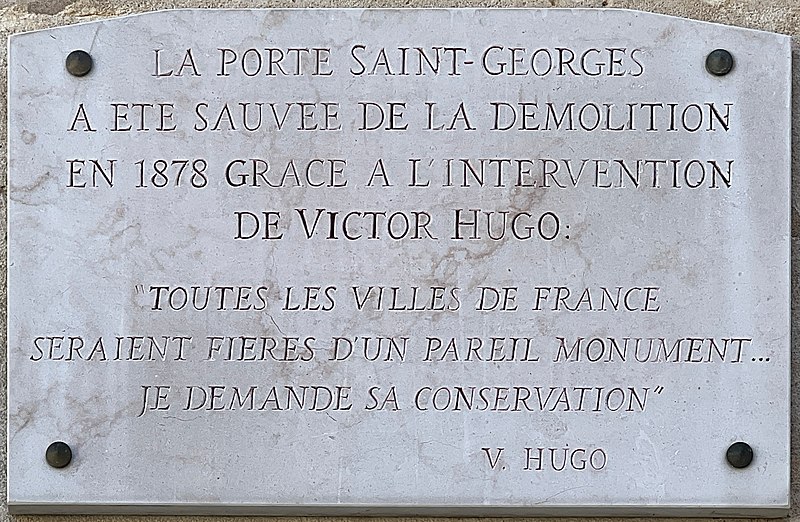 LA PORTE SAINT-GEORGES
A ETE SAUVEE DE LA DEMOLITION
EN 1878 GRACE A L'INTERVENTION
DE VICTOR HUGO:
"TOUTES LES VILLES DE FRANCE
SERAIENT FIERES D'UN PAREIL MONUMENT...
JE DEMANDE SA CONSERVATION"
V. HUGO